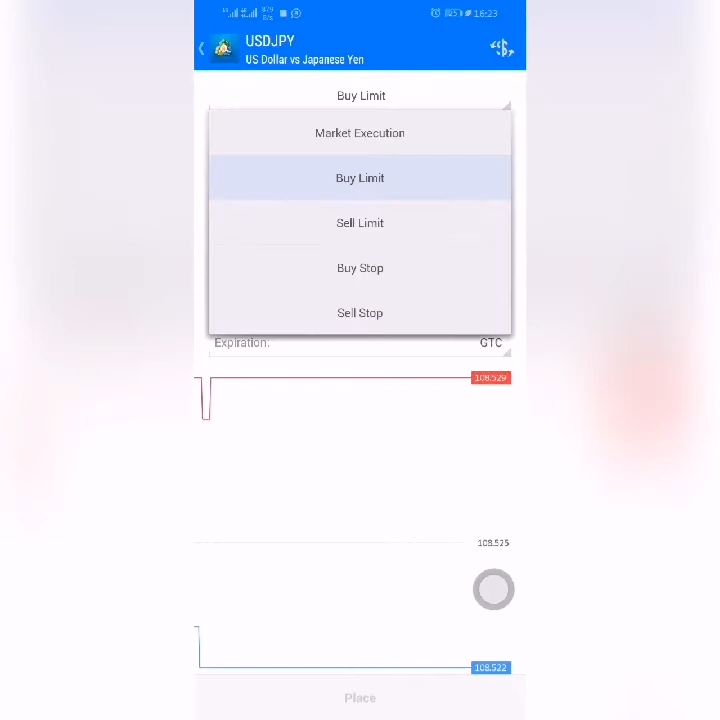 16:23
USDJPY
US Dollar vs Japanese Yen
Buy Limit
Market Execution
Buy Limit
Sell Limit
Buy Stop
Sell Stop
Expiration: GTC
108.529
108.525
108.522
Place